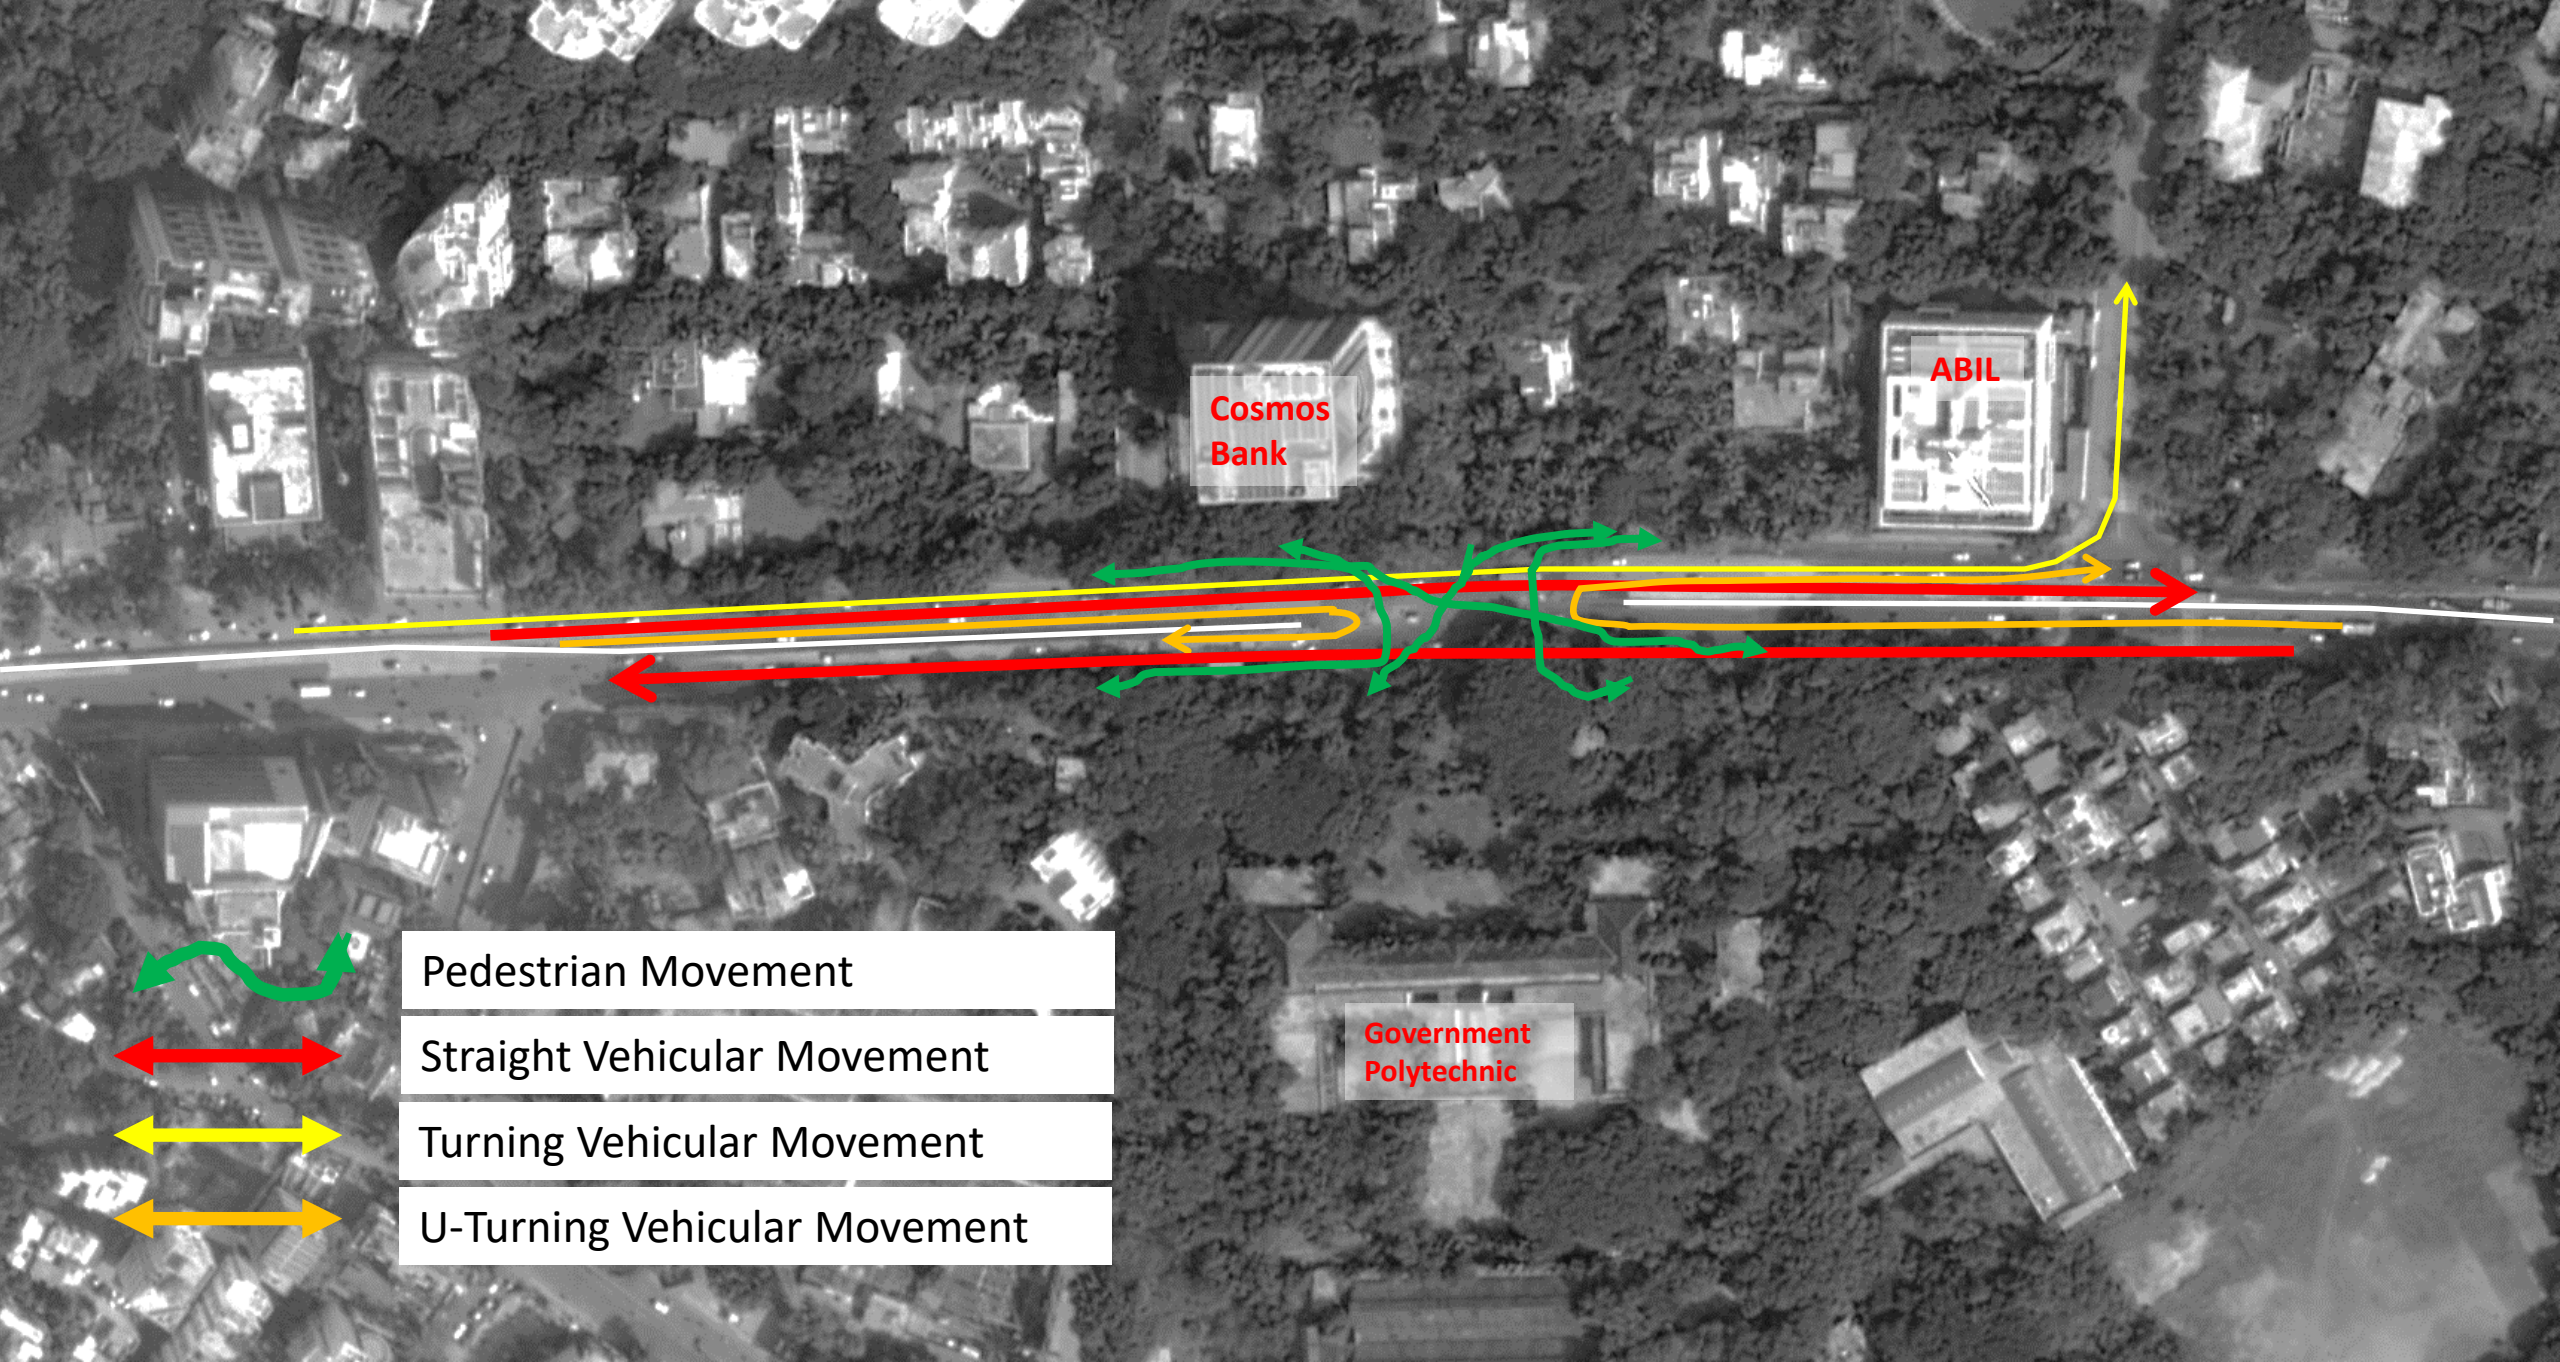 ABIL
Cosmos
Bank
Pedestrian Movement
Straight Vehicular Movement
Government
Polytechnic
Turning Vehicular Movement
U-Turning Vehicular Movement